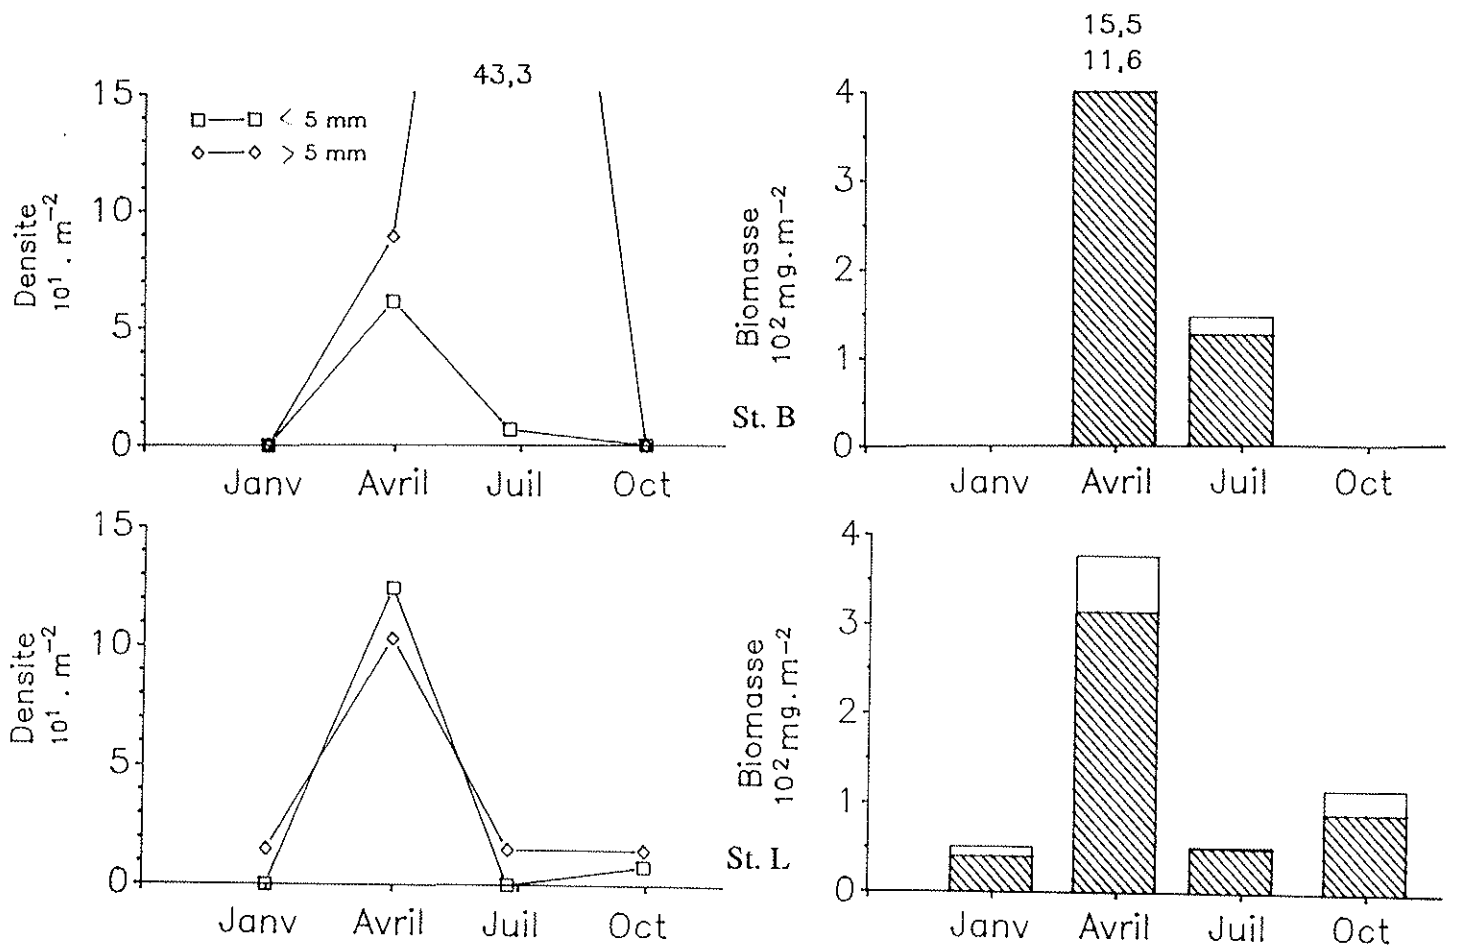 43,3
15
10
5
0
< 5 mm
> 5 mm
Densite
10¹ . m⁻²
Janv Avril Juil Oct
St. B
15,5
11,6
4
3
2
1
0
Biomasse
10² mg.m⁻²
Janv Avril Juil Oct
15
10
5
0
Densite
10¹ . m⁻²
Janv Avril Juil Oct
St. L
4
3
2
1
0
Biomasse
10² mg.m⁻²
Janv Avril Juil Oct